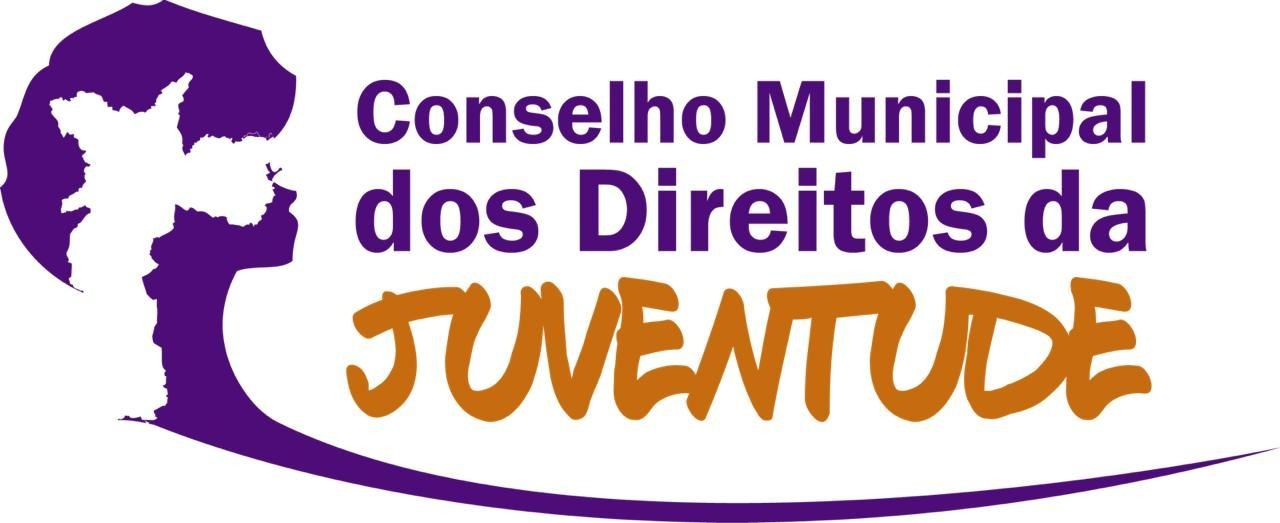 Conselho Municipal
dos Direitos da
JUVENTUDE